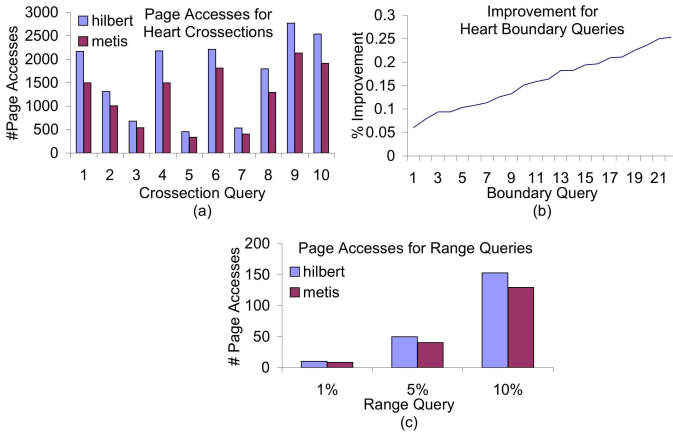 Page Accesses for
Heart Crossections
hilbert
metis
#Page Accesses
3000
2500
2000
1500
1000
500
0
1 2 3 4 5 6 7 8 9 10
Crossection Query
(a)
Improvement for
Heart Boundary Queries
% Improvement
0.3
0.25
0.2
0.15
0.1
0.05
0
1 3 5 7 9 11 13 15 17 19 21
Boundary Query
(b)
Page Accesses for Range Queries
hilbert
metis
# Page Accesses
200
150
100
50
0
1% 5% 10%
Range Query
(c)